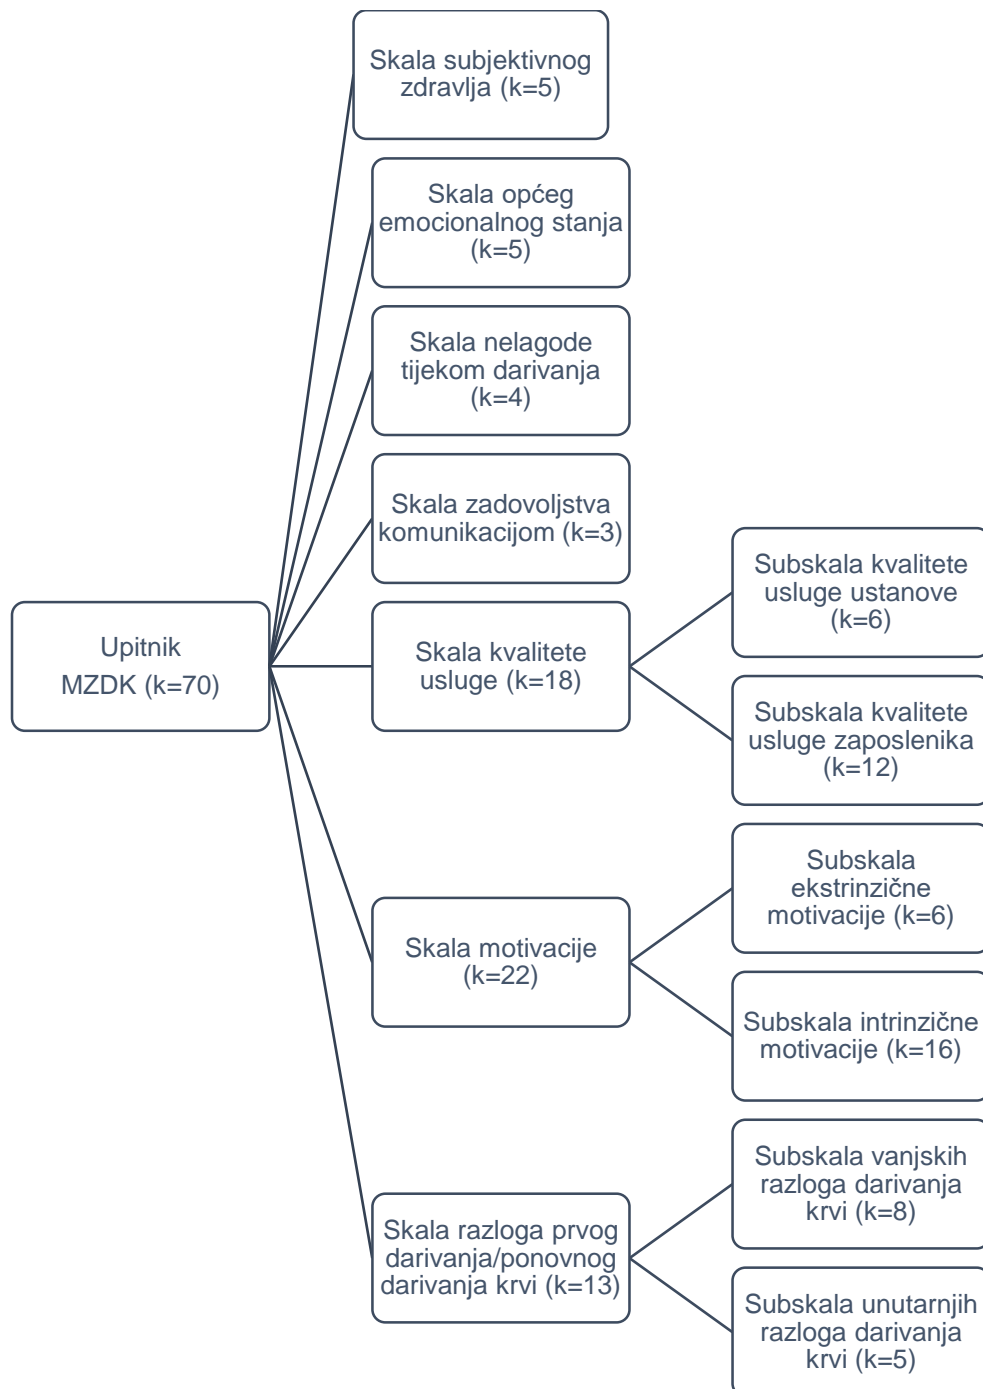 Skala subjektivnog
zdravlja (k=5)
Skala općeg
emocionalnog stanja
(k=5)
Skala nelagode
tijekom darivanja
(k=4)
Skala zadovoljstva
komunikacijom (k=3)
Upitnik
MZDK (k=70)
Skala kvalitete
usluge (k=18)
Subskala kvalitete
usluge ustanove
(k=6)
Subskala kvalitete
usluge zaposlenika
(k=12)
Skala motivacije
(k=22)
Subskala
ekstrinzične
motivacije (k=6)
Subskala intrinzične
motivacije (k=16)
Skala razloga prvog
darivanja/ponovnog
darivanja krvi (k=13)
Subskala vanjskih
razloga darivanja
krvi (k=8)
Subskala unutarnjih
razloga darivanja
krvi (k=5)